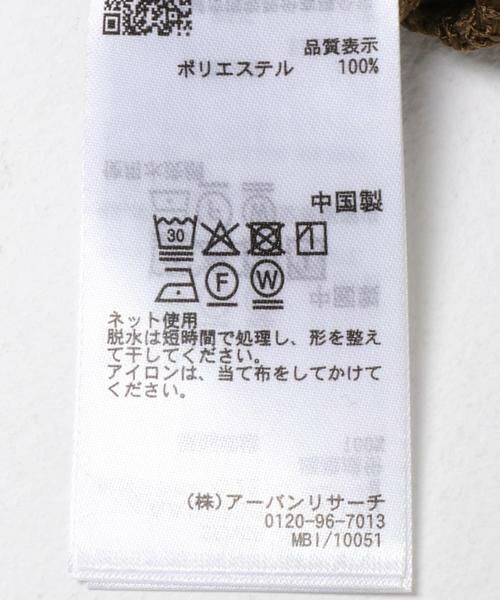 品質表示
ポリエステル 100%
中国製
30
F W
ネット使用
脱水は短時間で処理し、形を整え
て干してください。
アイロンは、当て布をしてかけて
ください。
(株)アーバンリサーチ
0120-96-7013
MBI/10051